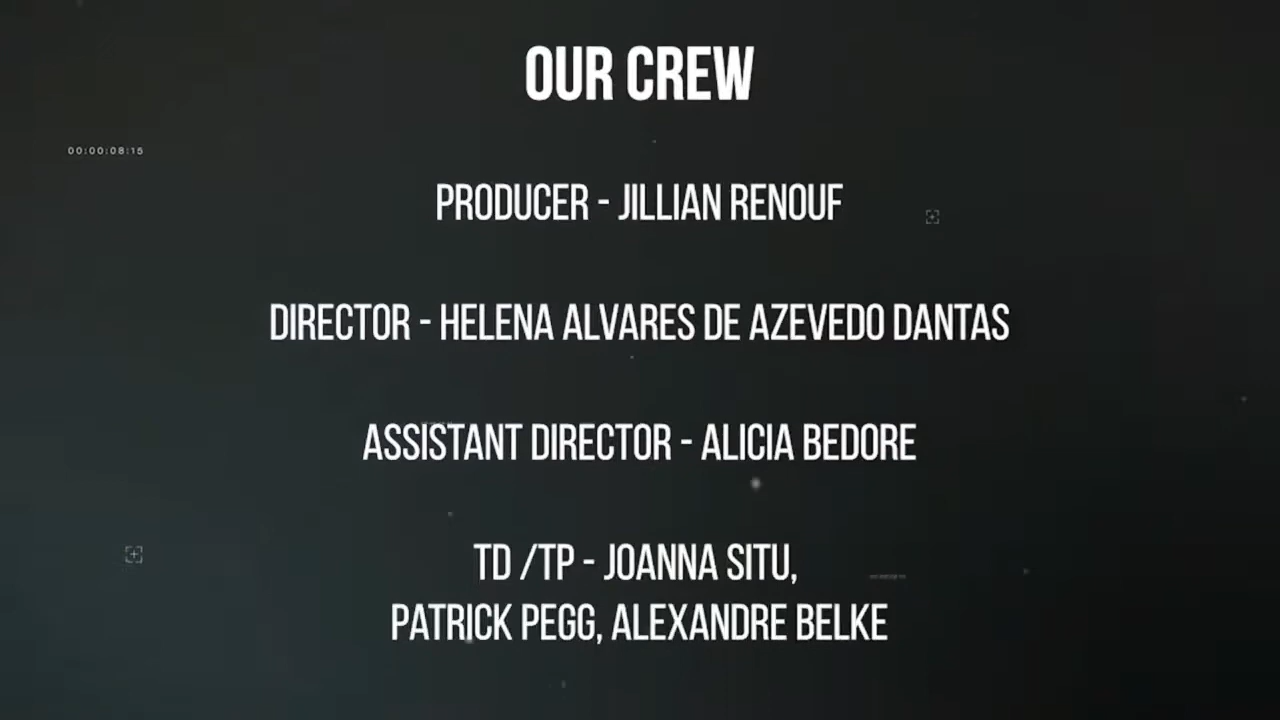 OUR CREW
00:00:08:15
PRODUCER - JILLIAN RENOUF
DIRECTOR - HELENA ALVARES DE AZEVEDO DANTAS
ASSISTANT DIRECTOR - ALICIA BEDORE
TD /TP - JOANNA SITU,
PATRICK PEGG, ALEXANDRE BELKE